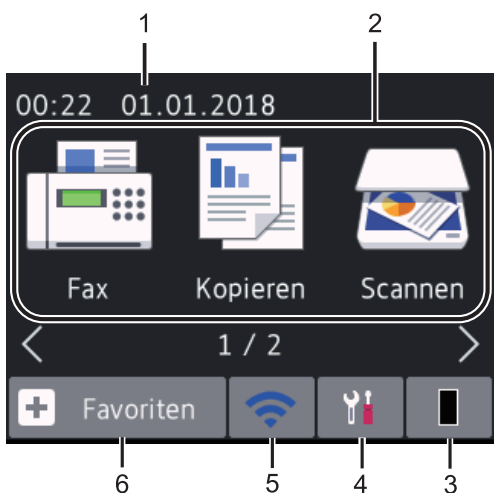 1 2
00:22 01.01.2018
Fax Kopieren Scannen
1 / 2
Favoriten
6 5 4 3